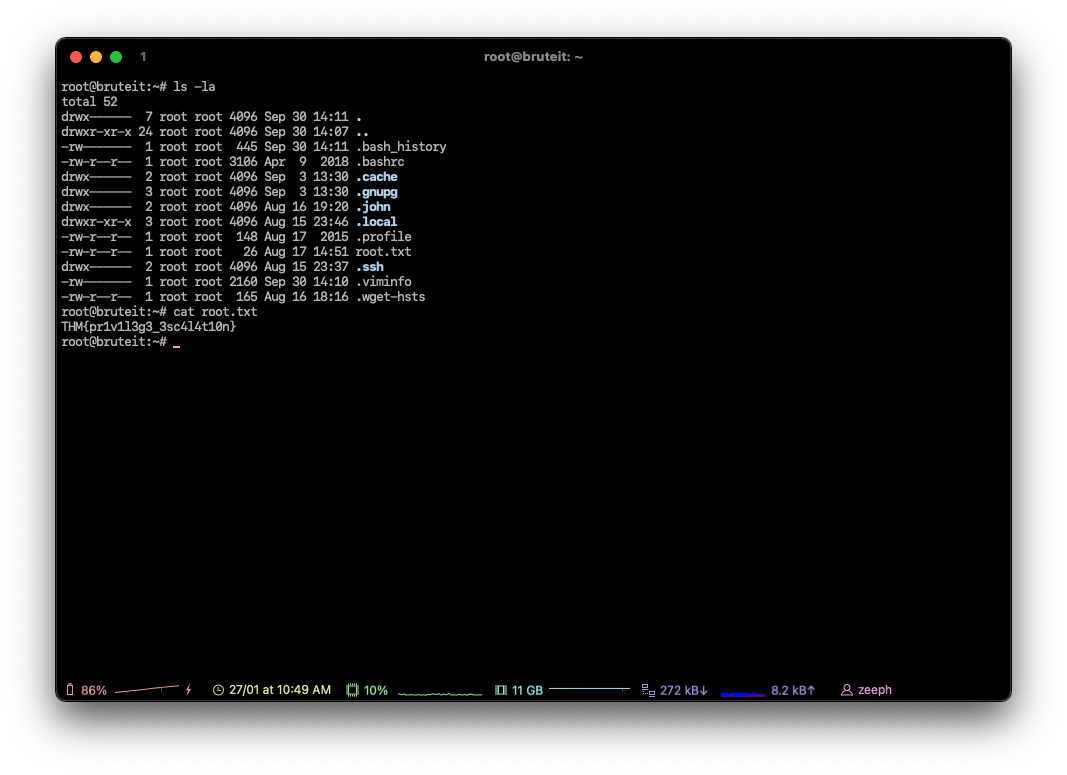 1 root@bruteit: ~
root@bruteit:~# ls -la
total 52
drwx------  7 root root 4096 Sep 30 14:11 .
drwxr-xr-x 24 root root 4096 Sep 30 14:07 ..
-rw-------  1 root root  445 Sep 30 14:11 .bash_history
-rw-r--r--  1 root root 3106 Apr  9  2018 .bashrc
drwx------  2 root root 4096 Sep  3 13:30 .cache
drwx------  3 root root 4096 Sep  3 13:30 .gnupg
drwx------  2 root root 4096 Aug 16 19:20 .john
drwxr-xr-x  3 root root 4096 Aug 15 23:46 .local
-rw-r--r--  1 root root  148 Aug 17  2015 .profile
-rw-r--r--  1 root root   26 Aug 17 14:51 root.txt
drwx------  2 root root 4096 Aug 15 23:37 .ssh
-rw-------  1 root root 2160 Sep 30 14:10 .viminfo
-rw-r--r--  1 root root  165 Aug 16 18:16 .wget-hsts
root@bruteit:~# cat root.txt
THM{pr1v1l3g3_3sc4l4t10n}
root@bruteit:~# _
86% 27/01 at 10:49 AM 10% 11 GB 272 kB↓ 8.2 kB↑ zeeph